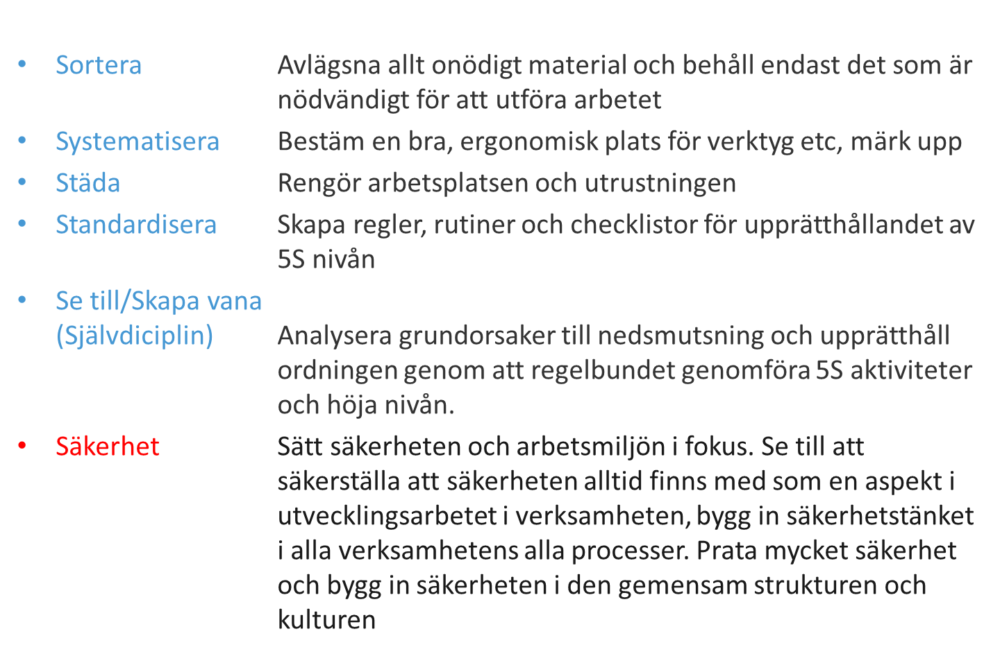 • Sortera Avlägsna allt onödigt material och behåll endast det som är
nödvändigt för att utföra arbetet
• Systematisera Bestäm en bra, ergonomisk plats för verktyg etc, märk upp
• Städa Rengör arbetsplatsen och utrustningen
• Standardisera Skapa regler, rutiner och checklistor för upprätthållandet av
5S nivån
• Se till/Skapa vana
(Självdiciplin) Analysera grundorsaker till nedsmutsning och upprätthåll
ordningen genom att regelbundet genomföra 5S aktiviteter
och höja nivån.
• Säkerhet Sätt säkerheten och arbetsmiljön i fokus. Se till att
säkerställa att säkerheten alltid finns med som en aspekt i
utvecklingsarbetet i verksamheten, bygg in säkerhetstänket
i alla verksamhetens alla processer. Prata mycket säkerhet
och bygg in säkerheten i den gemensam strukturen och
kulturen